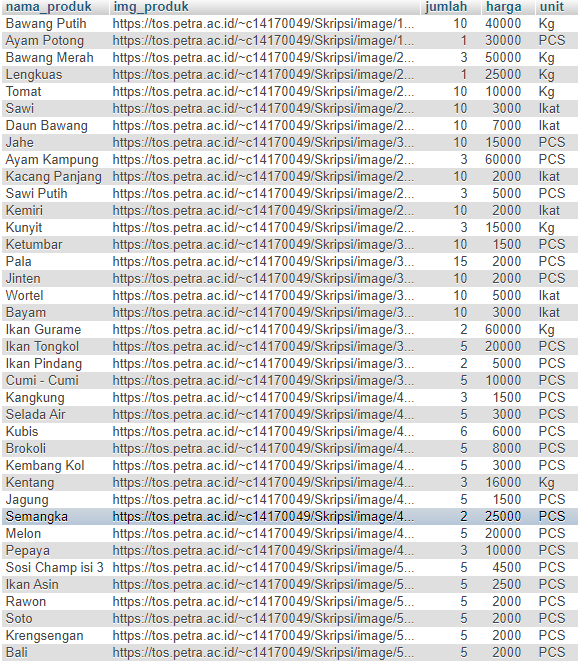 nama_produk img_produk jumlah harga unit
Bawang Putih https://tos.petra.ac.id/~c14170049/Skripsi/image/1... 10 40000 Kg
Ayam Potong https://tos.petra.ac.id/~c14170049/Skripsi/image/1... 1 30000 PCS
Bawang Merah https://tos.petra.ac.id/~c14170049/Skripsi/image/2... 3 50000 Kg
Lengkuas https://tos.petra.ac.id/~c14170049/Skripsi/image/2... 1 25000 Kg
Tomat https://tos.petra.ac.id/~c14170049/Skripsi/image/2... 10 10000 Kg
Sawi https://tos.petra.ac.id/~c14170049/Skripsi/image/2... 10 3000 Ikat
Daun Bawang https://tos.petra.ac.id/~c14170049/Skripsi/image/2... 10 7000 Ikat
Jahe https://tos.petra.ac.id/~c14170049/Skripsi/image/2... 10 15000 PCS
Ayam Kampung https://tos.petra.ac.id/~c14170049/Skripsi/image/2... 3 60000 PCS
Kacang Panjang https://tos.petra.ac.id/~c14170049/Skripsi/image/2... 10 2000 Ikat
Sawi Putih https://tos.petra.ac.id/~c14170049/Skripsi/image/2... 3 5000 PCS
Kemiri https://tos.petra.ac.id/~c14170049/Skripsi/image/2... 10 2000 Ikat
Kunyit https://tos.petra.ac.id/~c14170049/Skripsi/image/2... 3 15000 Kg
Ketumbar https://tos.petra.ac.id/~c14170049/Skripsi/image/3... 10 1500 PCS
Pala https://tos.petra.ac.id/~c14170049/Skripsi/image/3... 15 2000 PCS
Jinten https://tos.petra.ac.id/~c14170049/Skripsi/image/3... 10 2000 PCS
Wortel https://tos.petra.ac.id/~c14170049/Skripsi/image/3... 10 5000 Ikat
Bayam https://tos.petra.ac.id/~c14170049/Skripsi/image/3... 10 3000 Ikat
Ikan Gurame https://tos.petra.ac.id/~c14170049/Skripsi/image/3... 2 60000 Kg
Ikan Tongkol https://tos.petra.ac.id/~c14170049/Skripsi/image/3... 5 20000 PCS
Ikan Pindang https://tos.petra.ac.id/~c14170049/Skripsi/image/3... 2 5000 PCS
Cumi - Cumi https://tos.petra.ac.id/~c14170049/Skripsi/image/3... 5 10000 PCS
Kangkung https://tos.petra.ac.id/~c14170049/Skripsi/image/4... 3 1500 PCS
Selada Air https://tos.petra.ac.id/~c14170049/Skripsi/image/4... 5 3000 PCS
Kubis https://tos.petra.ac.id/~c14170049/Skripsi/image/4... 6 6000 PCS
Brokoli https://tos.petra.ac.id/~c14170049/Skripsi/image/4... 5 8000 PCS
Kembang Kol https://tos.petra.ac.id/~c14170049/Skripsi/image/4... 5 3000 PCS
Kentang https://tos.petra.ac.id/~c14170049/Skripsi/image/4... 3 16000 Kg
Jagung https://tos.petra.ac.id/~c14170049/Skripsi/image/4... 5 1500 PCS
Semangka https://tos.petra.ac.id/~c14170049/Skripsi/image/4... 2 25000 PCS
Melon https://tos.petra.ac.id/~c14170049/Skripsi/image/4... 5 20000 PCS
Pepaya https://tos.petra.ac.id/~c14170049/Skripsi/image/4... 3 10000 PCS
Sosi Champ isi 3 https://tos.petra.ac.id/~c14170049/Skripsi/image/5... 5 4500 PCS
Ikan Asin https://tos.petra.ac.id/~c14170049/Skripsi/image/5... 5 2500 PCS
Rawon https://tos.petra.ac.id/~c14170049/Skripsi/image/5... 5 2000 PCS
Soto https://tos.petra.ac.id/~c14170049/Skripsi/image/5... 5 2000 PCS
Krengsengan https://tos.petra.ac.id/~c14170049/Skripsi/image/5... 5 2000 PCS
Bali https://tos.petra.ac.id/~c14170049/Skripsi/image/5... 5 2000 PCS